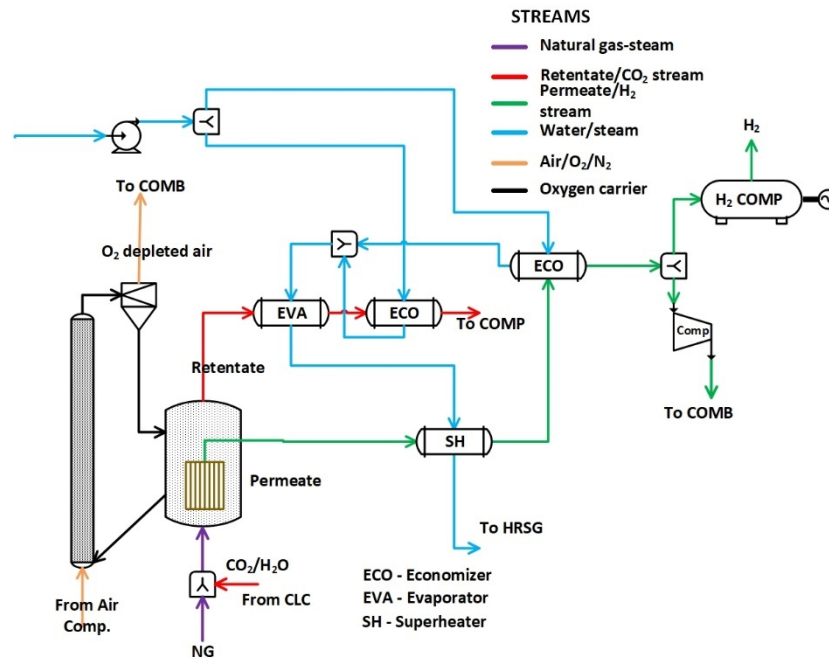 STREAMS
Natural gas-steam
Retentate/CO₂ stream
Permeate/H₂
stream
Water/steam
Air/O₂/N₂
Oxygen carrier
To COMB
O₂ depleted air
H₂
H₂ COMP
ECO
EVA
ECO
To COMP
Comp
Retentate
To COMB
SH
Permeate
To HRSG
CO₂/H₂O
From CLC
From Air
Comp.
NG
ECO - Economizer
EVA - Evaporator
SH - Superheater